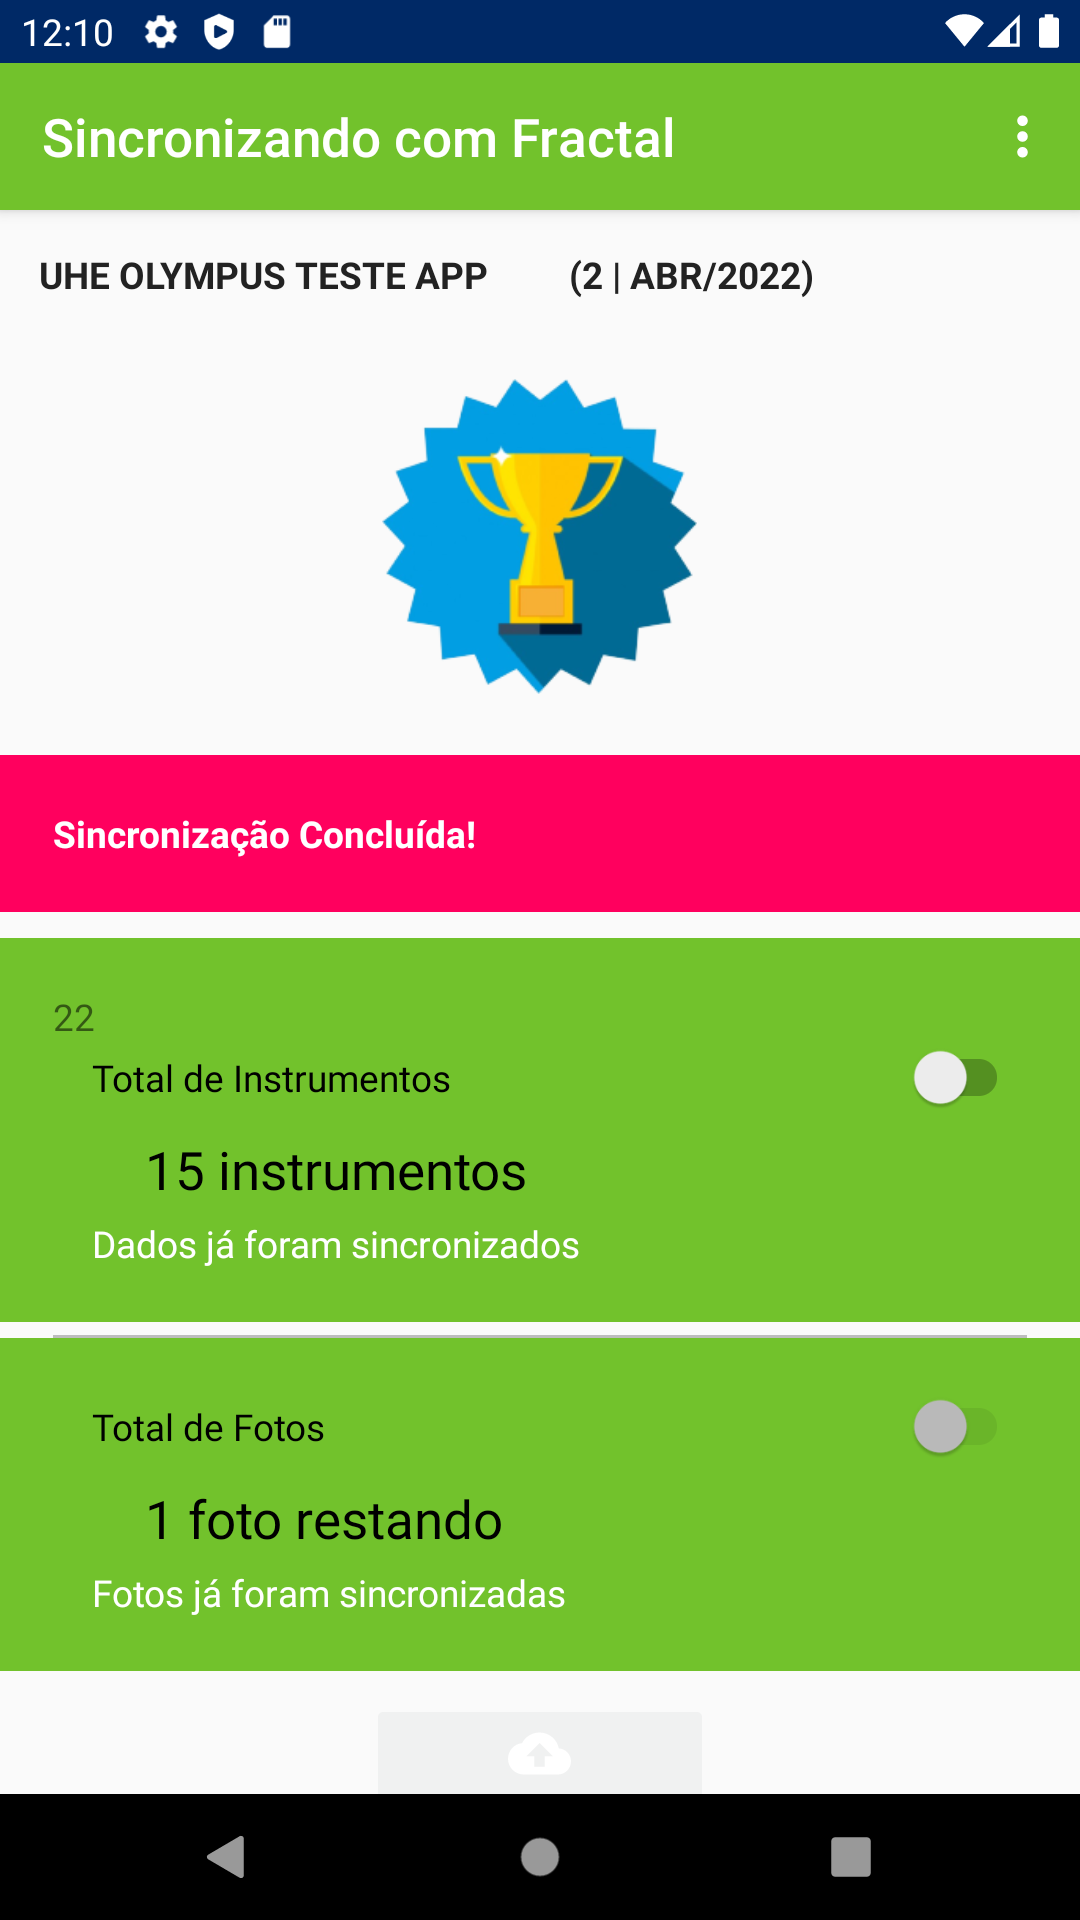 12:10
Sincronizando com Fractal
UHE OLYMPUS TESTE APP (2 | ABR/2022)
Sincronização Concluída!
22
Total de Instrumentos
15 instrumentos
Dados já foram sincronizados
Total de Fotos
1 foto restando
Fotos já foram sincronizadas